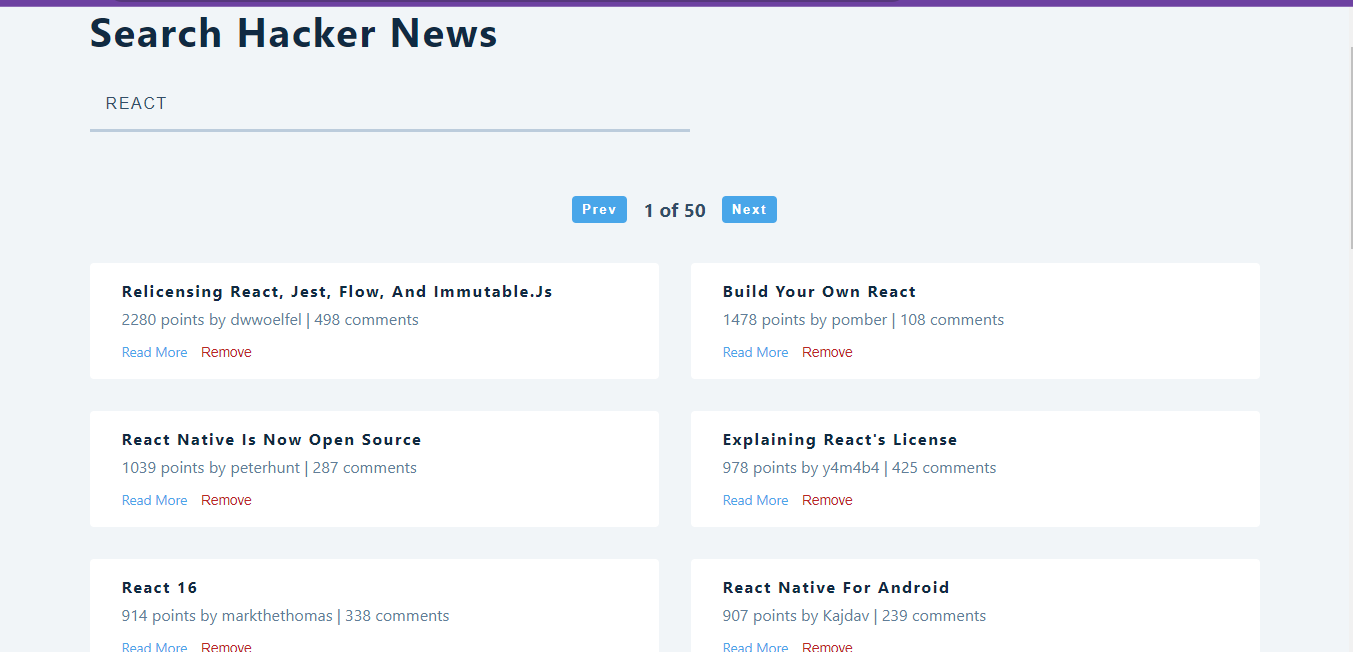 Search Hacker News
REACT
Prev 1 of 50 Next
Relicensing React, Jest, Flow, And Immutable.Js
2280 points by dwwoelfel | 498 comments
Read More Remove
Build Your Own React
1478 points by pomber | 108 comments
Read More Remove
React Native Is Now Open Source
1039 points by peterhunt | 287 comments
Read More Remove
Explaining React's License
978 points by y4m4b4 | 425 comments
Read More Remove
React 16
914 points by markthethomas | 338 comments
Read More Remove
React Native For Android
907 points by Kajdav | 239 comments
Read More Remove